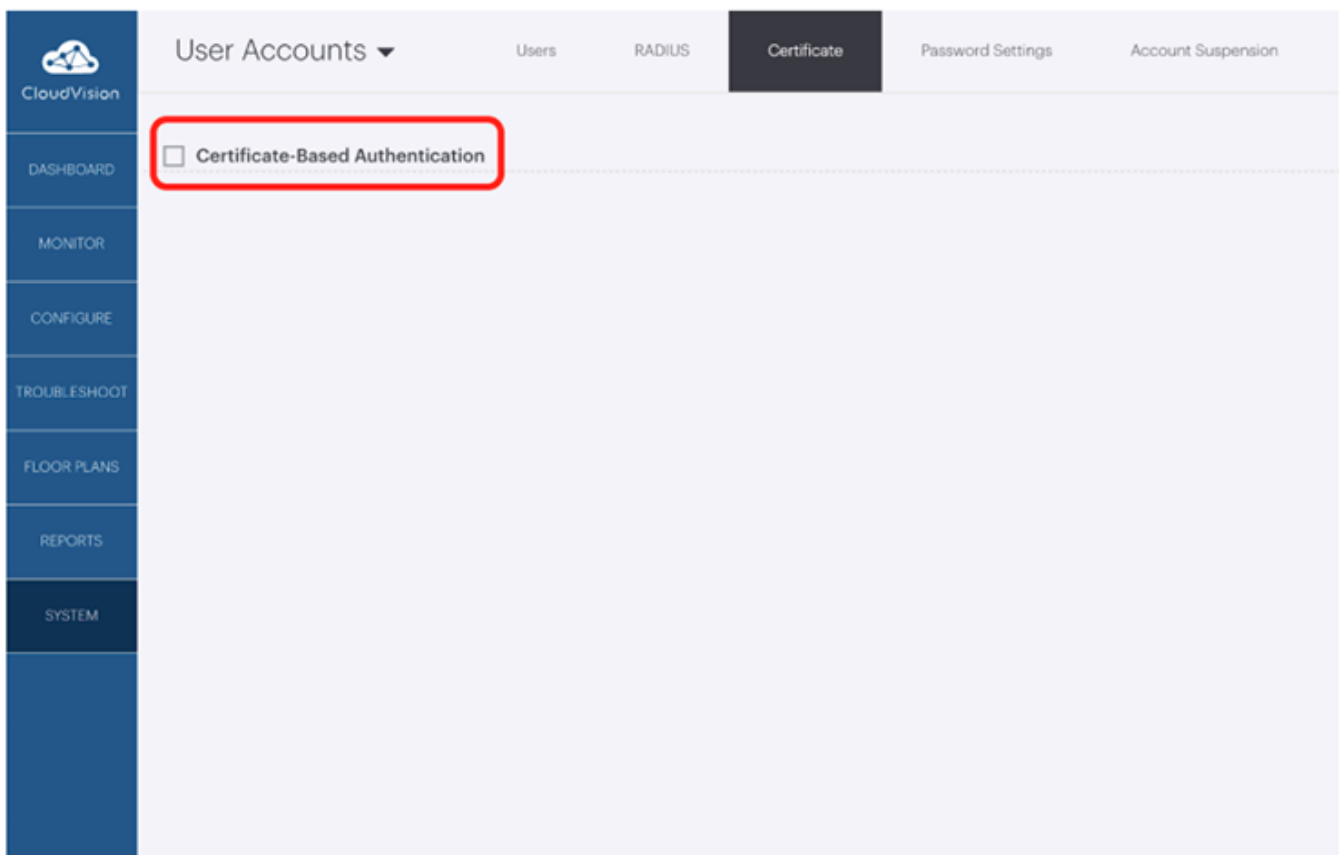 CloudVision
User Accounts
Users
RADIUS
Certificate
Password Settings
Account Suspension
Certificate-Based Authentication
DASHBOARD
MONITOR
CONFIGURE
TROUBLESHOOT
FLOOR PLANS
REPORTS
SYSTEM